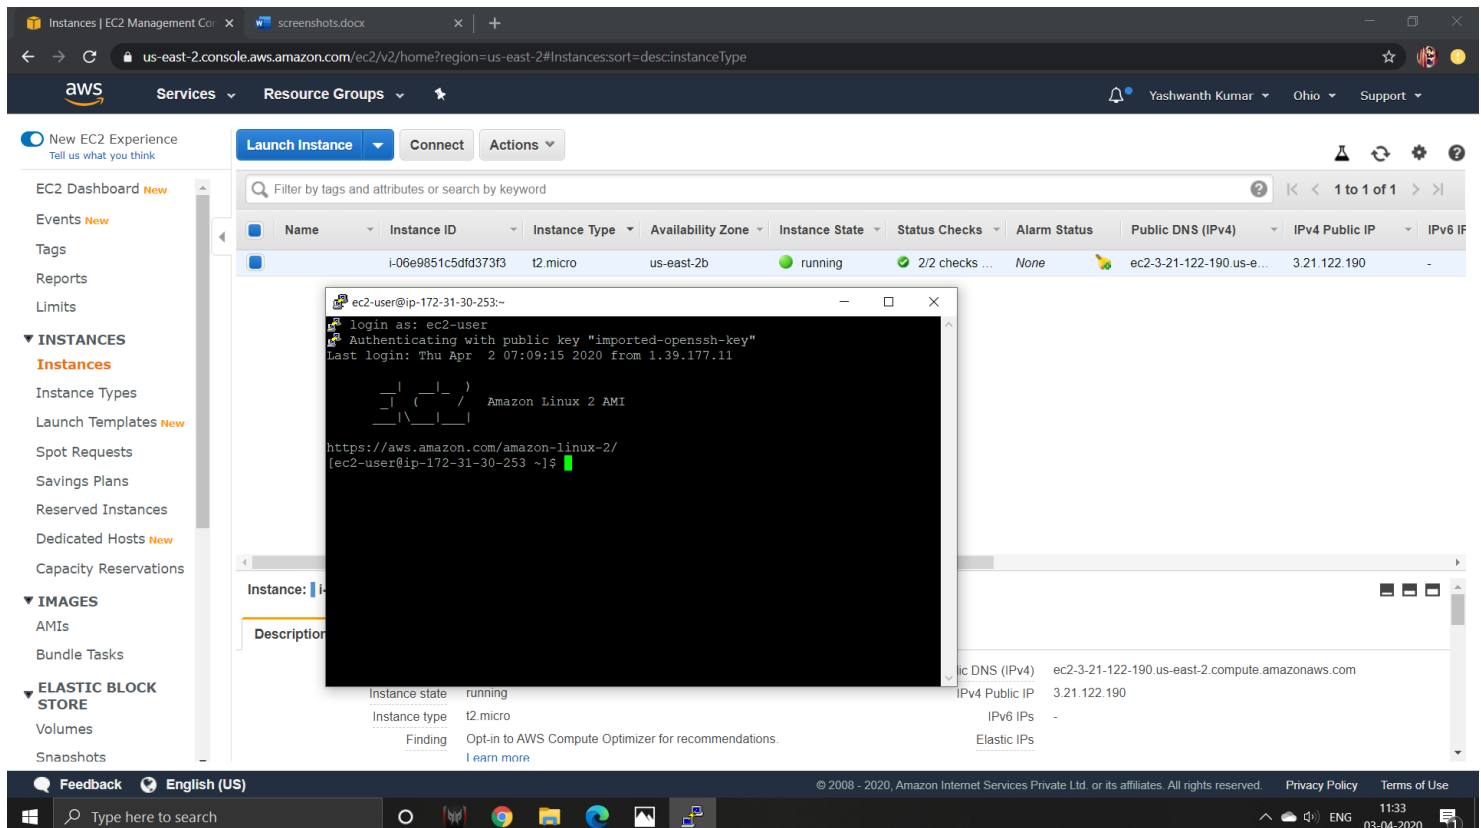 Instances | EC2 Management Con
screenshots.docx
us-east-2.console.aws.amazon.com/ec2/v2/home?region=us-east-2#Instances:sort=desc:instanceType
aws Services Resource Groups Yashwanth Kumar Ohio Support
New EC2 Experience
Tell us what you think
EC2 Dashboard New
Events New
Tags
Reports
Limits
INSTANCES
Instances
Instance Types
Launch Templates New
Spot Requests
Savings Plans
Reserved Instances
Dedicated Hosts New
Capacity Reservations
IMAGES
AMIs
Bundle Tasks
ELASTIC BLOCK
STORE
Volumes
Snapshots
Launch Instance Connect Actions
Filter by tags and attributes or search by keyword 1 to 1 of 1
Name Instance ID Instance Type Availability Zone Instance State Status Checks Alarm Status Public DNS (IPv4) IPv4 Public IP IPv6 IP
i-06e9851c5dfd373f3 t2.micro us-east-2b running 2/2 checks ... None ec2-3-21-122-190.us-e... 3.21.122.190 -
ec2-user@ip-172-31-30-253:~
login as: ec2-user
Authenticating with public key "imported-openssh-key"
Last login: Thu Apr 2 07:09:15 2020 from 1.39.177.11
__| __|_ )
_| ( / Amazon Linux 2 AMI
___|\___|___|
https://aws.amazon.com/amazon-linux-2/
[ec2-user@ip-172-31-30-253 ~]$
Instance: i-
Description
lic DNS (IPv4) ec2-3-21-122-190.us-east-2.compute.amazonaws.com
Instance state running IPv4 Public IP 3.21.122.190
Instance type t2.micro IPv6 IPs -
Finding Opt-in to AWS Compute Optimizer for recommendations. Elastic IPs
Learn more
Feedback English (US) © 2008 - 2020, Amazon Internet Services Private Ltd. or its affiliates. All rights reserved. Privacy Policy Terms of Use
Type here to search
ENG
11:33
03-04-2020
1